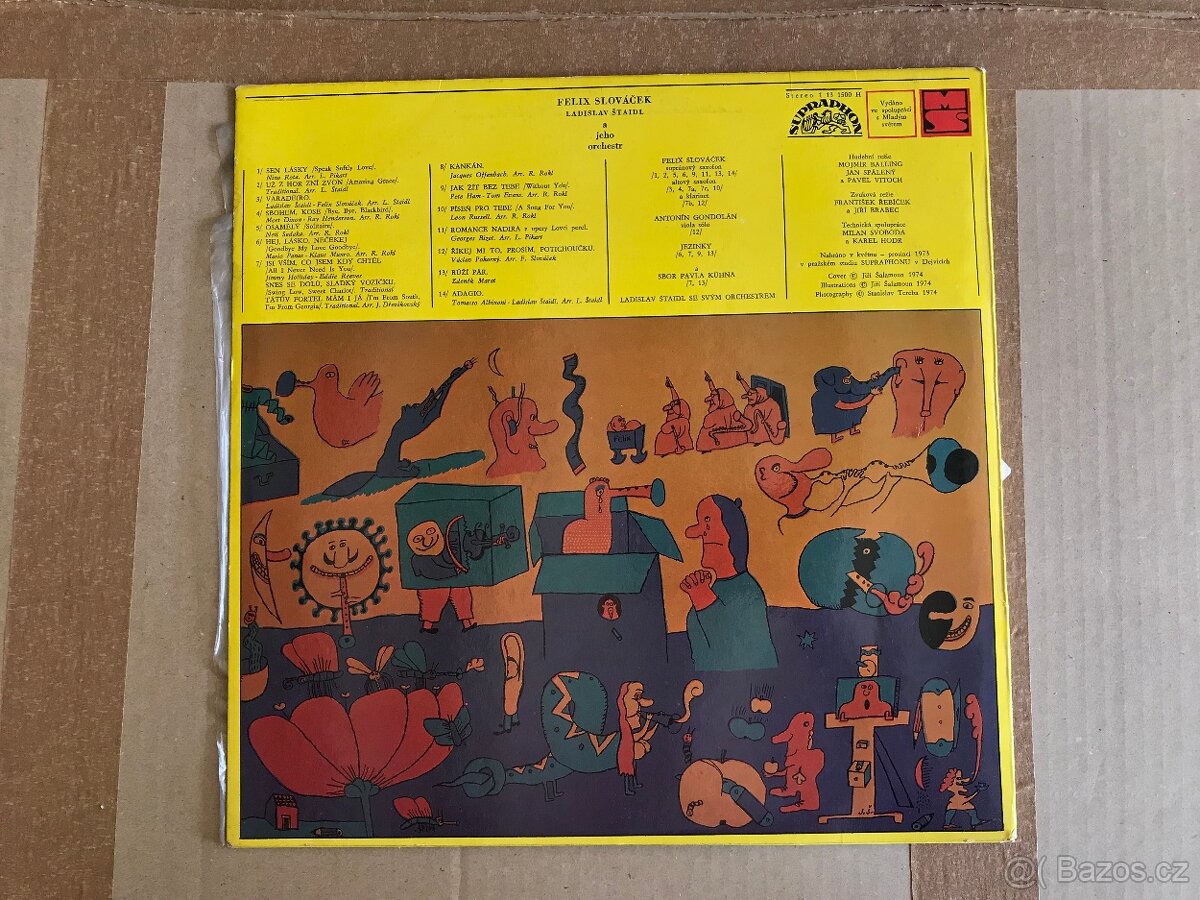 FELIX SLOVÁČEK
LADISLAV ŠTAIDL
a
jeho
orchestr
Stereo 1 13 1500 H
SUPRAPHON
Vydáno
ve spolupráci
s Mladým
světem
MS
1/ SEN LÁSKY /Speak Softly Love/.
Nino Rota. Arr. L. Pikart
2/ UŽ Z HOR ZNÍ ZVON /Amazing Grace/.
Traditional. Arr. L. Štaidl
3/ VARADEIRO.
Ladislav Štaidl - Felix Slováček. Arr. L. Štaidl
4/ SBOHEM, KOSE /Bye, Bye, Blackbird/.
Mort Dixon - Ray Henderson. Arr. R. Rokl
5/ OSAMĚLÝ /Solitaire/.
Neil Sedaka. Arr. R. Rokl
6/ HEJ, LÁSKO, NEČEKEJ
/Goodbye My Love Goodbye/.
Mario Panas - Klaus Munro. Arr. R. Rokl
7/ JSI VŠÍM, CO JSEM KDY CHTĚL
/All I Never Need Is You/.
Jimmy Holliday - Eddie Reeves
SNES SE DOLŮ, SLADKÝ VOZÍČKU
/Swing Low, Sweet Chariot/. Traditional
TÁTŮV FORTEL MÁM I JÁ /I'm From South,
I'm From Georgia/. Traditional. Arr. J. Dvořikovský
8/ KANKÁN.
Jacques Offenbach. Arr. R. Rokl
9/ JAK ŽÍT BEZ TEBE /Without You/.
Pete Ham - Tom Evans. Arr. R. Rokl
10/ PÍSEŇ PRO TEBE /A Song For You/.
Leon Russell. Arr. R. Rokl
11/ ROMANCE NADIRA z opery Lovci perel.
Georges Bizet. Arr. L. Pikart
12/ ŘÍKEJ MI TO, PROSÍM, POTICHOUČKU.
Václav Pokorný. Arr. F. Slováček
13/ RŮŽÍ PÁR.
Zdeněk Marat
14/ ADAGIO.
Tomasso Albinoni - Ladislav Štaidl. Arr. L. Štaidl
FELIX SLOVÁČEK
sopránový saxofon
/1, 2, 5, 6, 9, 11, 13, 14/
altový saxofon
/3, 4, 7a, 7c, 10/
a klarinet
/7b, 12/
ANTONÍN GONDOLÁN
viola sólo
/12/
JEZINKY
/6, 7, 9, 13/
a
SBOR PAVLA KÜHNA
/7, 13/
LADISLAV ŠTAIDL SE SVÝM ORCHESTREM
Hudební režie
MOJMÍR BALLING
JAN SPÁLENÝ
a PAVEL VITOCH
Zvuková režie
FRANTIŠEK ŘEBÍČEK
a JIŘÍ BRABEC
Technická spolupráce
MILAN SVOBODA
a KAREL HODR
Nahráno v květnu - prosinci 1973
v pražském studiu SUPRAPHONU v Dejvicích
Cover © Jiří Šalamoun 1974
Illustrations © Jiří Šalamoun 1974
Photography © Stanislav Tereba 1974
Felix
J. Š.
Bazos.cz